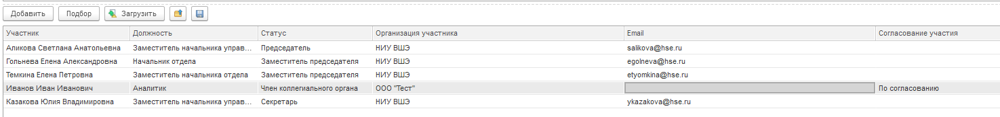 Добавить Подбор Загрузить
Участник Должность Статус Организация участника Email Согласование участия
Аликова Светлана Анатольевна Заместитель начальника управ... Председатель НИУ ВШЭ salikova@hse.ru
Гольнева Елена Александровна Начальник отдела Заместитель председателя НИУ ВШЭ egolneva@hse.ru
Темкина Елена Петровна Заместитель начальника отдела Заместитель председателя НИУ ВШЭ etyomkina@hse.ru
Иванов Иван Иванович Аналитик Член коллегиального органа ООО "Тест" По согласованию
Казакова Юлия Владимировна Заместитель начальника управ... Секретарь НИУ ВШЭ ykazakova@hse.ru